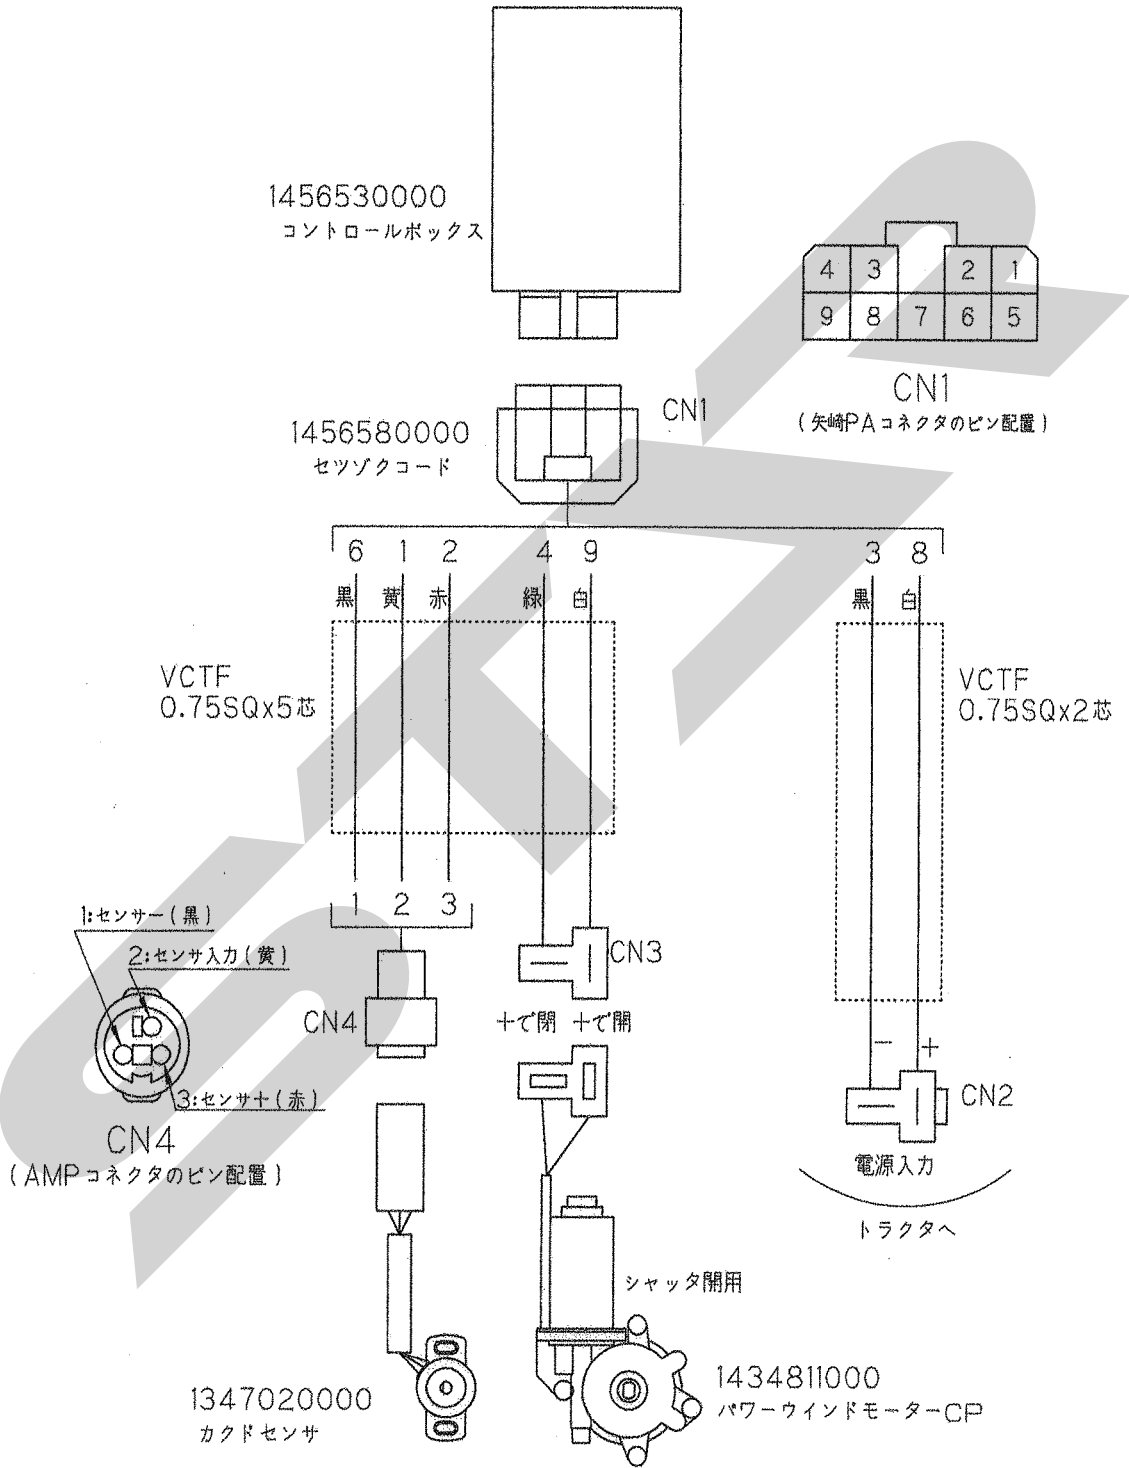 1456530000
コントロールボックス
4 3 2 1
9 8 7 6 5
CN1
(矢崎PAコネクタのピン配置)
CN1
1456580000
セツゾクコード
6 1 2 4 9 3 8
黒 黄 赤 緑 白 黒 白
VCTF
0.75SQx5芯
VCTF
0.75SQx2芯
1 2 3
1:センサー(黒)
2:センサ入力(黄)
3:センサ+(赤)
CN4
(AMPコネクタのピン配置)
CN4
CN3
+で閉 +で開
- +
CN2
電源入力
トラクタへ
シャッタ開用
1434811000
パワーウインドモーターCP
1347020000
カクドセンサ
STAR